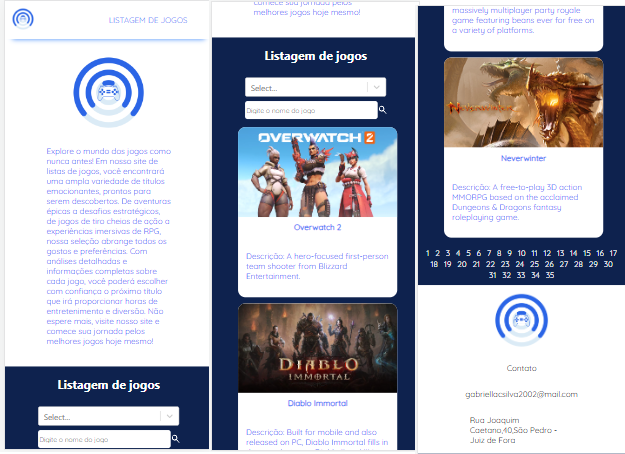 LISTAGEM DE JOGOS
Explore o mundo dos jogos como
nunca antes! Em nosso site de
listas de jogos, você encontrará
uma ampla variedade de títulos
emocionantes, prontos para
serem descobertos. De aventuras
épicas a desafios estratégicos,
de jogos de tiro cheios de ação a
experiências imersivas de RPG,
nossa seleção abrange todos os
gostos e preferências. Com
análises detalhadas e
informações completas sobre
cada jogo, você poderá escolher
com confiança o próximo título
que irá proporcionar horas de
entretenimento e diversão. Não
espere mais, visite nosso site e
comece sua jornada pelos
melhores jogos hoje mesmo!
Listagem de jogos
Select...
Digite o nome do jogo
comece sua jornada pelos
melhores jogos hoje mesmo!
Listagem de jogos
Select...
Digite o nome do jogo
OVERWATCH 2
Overwatch 2
Descrição: A hero-focused first-person
team shooter from Blizzard
Entertainment.
DIABLO
IMMORTAL
Diablo Immortal
Descrição: Built for mobile and also
released on PC, Diablo Immortal fills in
massively multiplayer party royale
game featuring beans ever for free on
a variety of platforms.
Neverwinter
Descrição: A free-to-play 3D action
MMORPG based on the acclaimed
Dungeons & Dragons fantasy
roleplaying game.
1 2 3 4 5 6 7 8 9 10 11 12 13 14 15 16 17
18 19 20 21 22 23 24 25 26 27 28 29 30
31 32 33 34 35
Contato
gabriellacsilva2002@mail.com
Rua Joaquim
Caetano,40,São Pedro -
Juiz de Fora